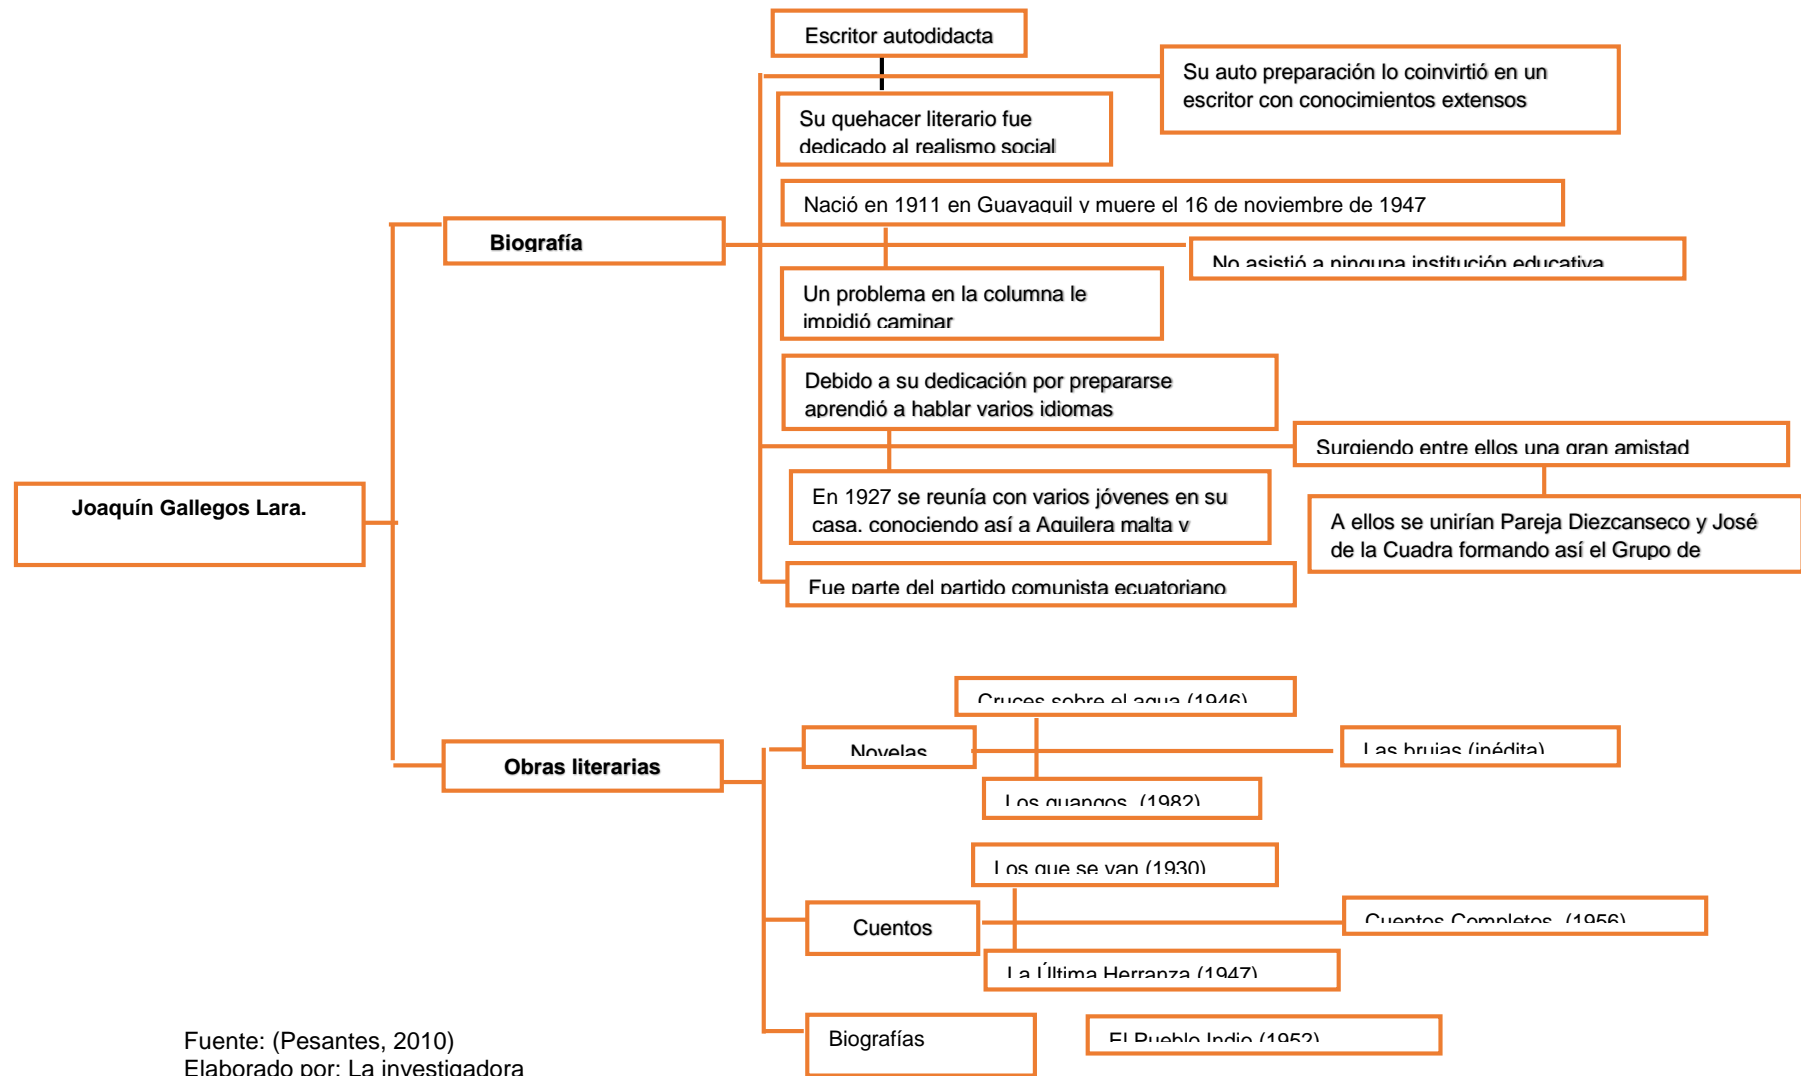 Escritor autodidacta
Su auto preparación lo coinvirtió en un
escritor con conocimientos extensos
Su quehacer literario fue
dedicado al realismo social
Nació en 1911 en Guayaquil y muere el 16 de noviembre de 1947
Biografía
No asistió a ninguna institución educativa
Un problema en la columna le
impidió caminar
Debido a su dedicación por prepararse
aprendió a hablar varios idiomas
Surgiendo entre ellos una gran amistad
Joaquín Gallegos Lara.
En 1927 se reunía con varios jóvenes en su
casa, conociendo así a Aguilera malta y
A ellos se unirían Pareja Diezcanseco y José
de la Cuadra formando así el Grupo de
Fue parte del partido comunista ecuatoriano
Cruces sobre el agua (1946)
Novelas
Las brujas (inédita)
Obras literarias
Los guangos. (1982)
Los que se van (1930)
Cuentos Completos. (1956)
Cuentos
La Última Herranza (1947)
Biografías
El Pueblo Indio (1952)
Fuente: (Pesantes, 2010)
Elaborado por: La investigadora